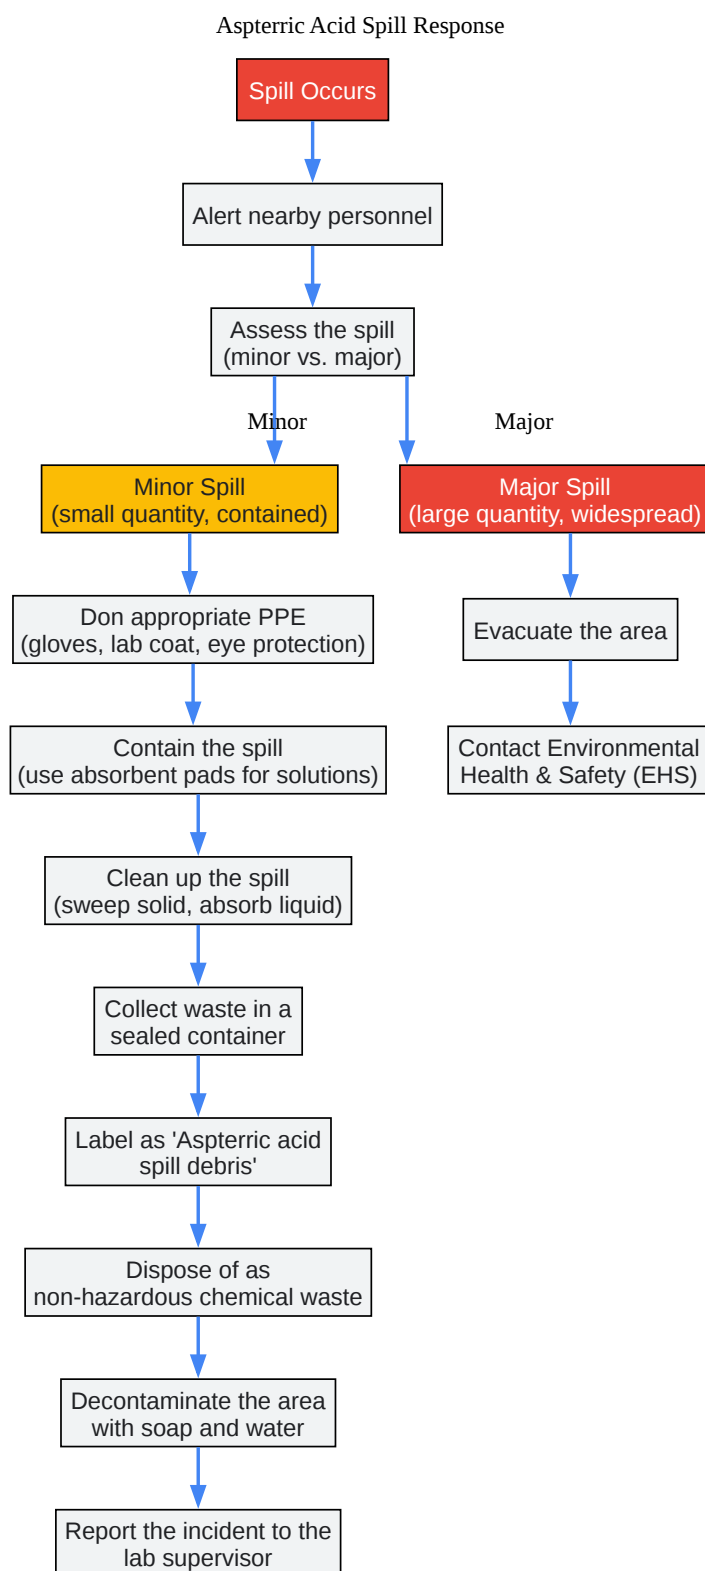 Aspterric Acid Spill Response
Spill Occurs
Alert nearby personnel
Assess the spill
(minor vs. major)
Minor
Major
Minor Spill
(small quantity, contained)
Major Spill
(large quantity, widespread)
Don appropriate PPE
(gloves, lab coat, eye protection)
Evacuate the area
Contain the spill
(use absorbent pads for solutions)
Contact Environmental
Health & Safety (EHS)
Clean up the spill
(sweep solid, absorb liquid)
Collect waste in a
sealed container
Label as 'Aspterric acid
spill debris'
Dispose of as
non-hazardous chemical waste
Decontaminate the area
with soap and water
Report the incident to the
lab supervisor